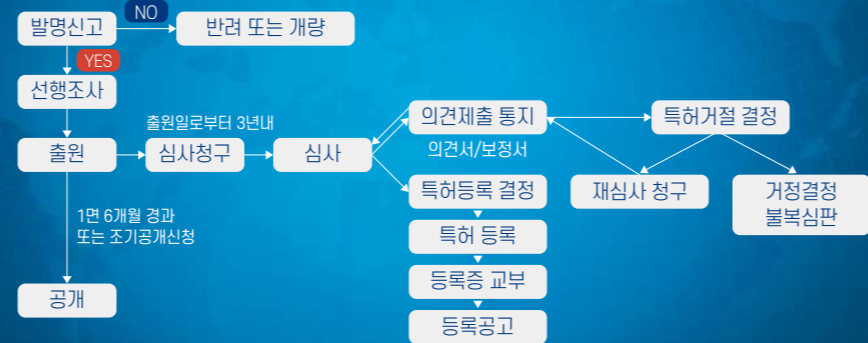 발명신고
NO
반려 또는 개량
YES
선행조사
출원일로부터 3년내
출원
심사청구
심사
의견제출 통지
의견서/보정서
특허거절 결정
특허등록 결정
재심사 청구
거정결정
불복심판
1면 6개월 경과
또는 조기공개신청
특허 등록
등록증 교부
공개
등록공고